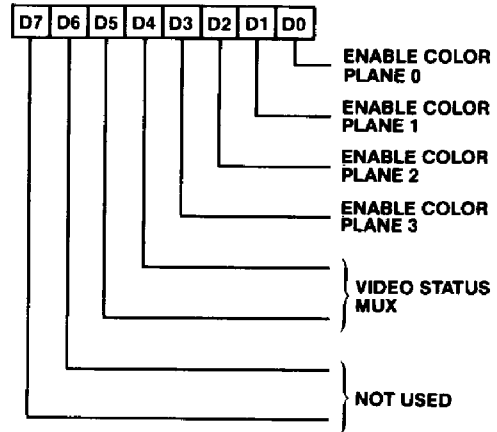 D7 D6 D5 D4 D3 D2 D1 D0
ENABLE COLOR
PLANE 0
ENABLE COLOR
PLANE 1
ENABLE COLOR
PLANE 2
ENABLE COLOR
PLANE 3
VIDEO STATUS
MUX
NOT USED